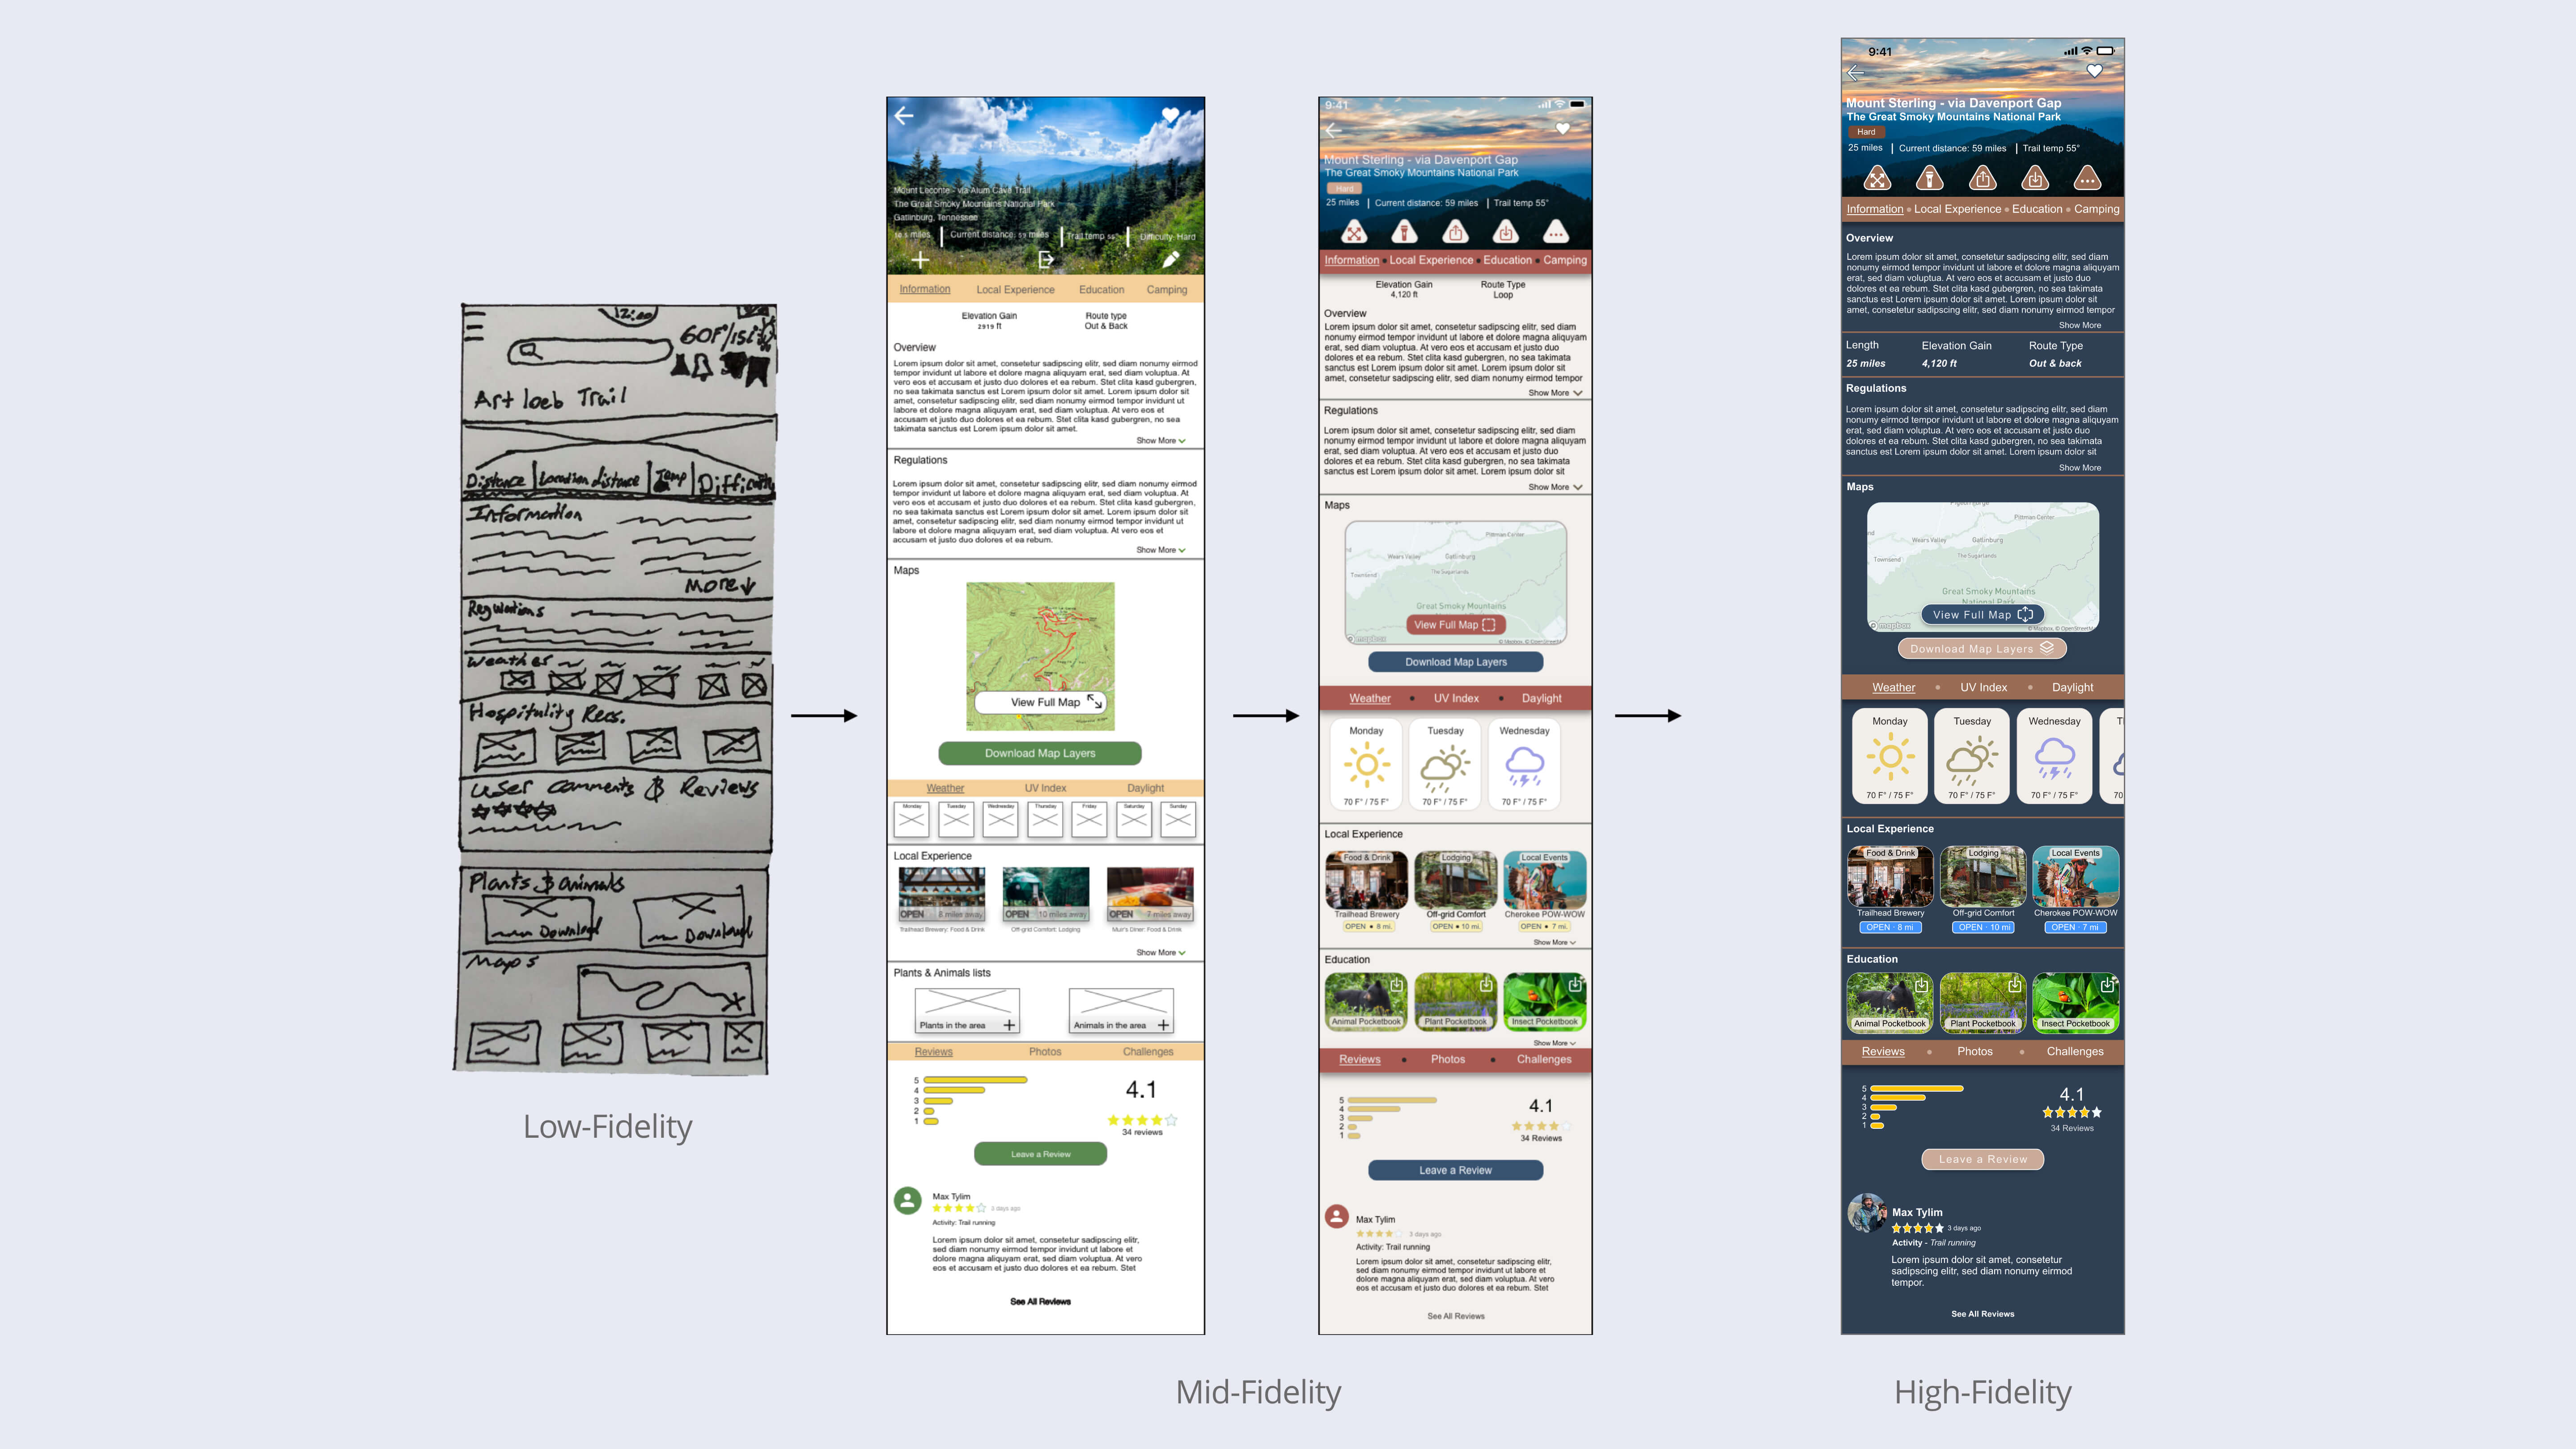 12:00
60F/15
Art loeb Trail
Distance | Location distance | Temp | Difficulty
Information
More↓
Regulations
Weather
Hospitality Recs.
User comments & Reviews
Plants & animals
Download Download
Maps
Low-Fidelity
Mount Leconte - via Alum Cave Trail
The Great Smoky Mountains National Park
Gatlinburg, Tennessee
miles | Current distance: 59 miles | Trail temp 55° | Difficulty: Hard
Information Local Experience Education Camping
Elevation Gain Route type
2919 ft Out & Back
Overview
Lorem ipsum dolor sit amet, consetetur sadipscing elitr, sed diam nonumy eirmod
tempor invidunt ut labore et dolore magna aliquyam erat, sed diam voluptua. At
vero eos et accusam et justo duo dolores et ea rebum. Stet clita kasd gubergren,
no sea takimata sanctus est Lorem ipsum dolor sit amet. Lorem ipsum dolor sit
amet, consetetur sadipscing elitr, sed diam nonumy eirmod tempor invidunt ut
labore et dolore magna aliquyam erat, sed diam voluptua. At vero eos et
accusam et justo duo dolores et ea rebum. Stet clita kasd gubergren, no sea
takimata sanctus est Lorem ipsum dolor sit amet.
Show More
Regulations
Lorem ipsum dolor sit amet, consetetur sadipscing elitr, sed diam nonumy eirmod
tempor invidunt ut labore et dolore magna aliquyam erat, sed diam voluptua. At
vero eos et accusam et justo duo dolores et ea rebum. Stet clita kasd gubergren,
no sea takimata sanctus est Lorem ipsum dolor sit amet. Lorem ipsum dolor sit
amet, consetetur sadipscing elitr, sed diam nonumy eirmod tempor invidunt ut
labore et dolore magna aliquyam erat, sed diam voluptua. At vero eos et
accusam et justo duo dolores et ea rebum.
Show More
Maps
View Full Map
Download Map Layers
Weather UV Index Daylight
Monday Tuesday Wednesday Thursday Friday Saturday Sunday
Local Experience
OPEN 8 miles away OPEN 10 miles away OPEN 7 miles away
Trailhead Brewery: Food & Drink Off-grid Comfort: Lodging Muir's Diner: Food & Drink
Show More
Plants & Animals lists
Plants in the area Animals in the area
Reviews Photos Challenges
5
4
3
2
1
4.1
34 reviews
Leave a Review
Max Tylim
3 days ago
Activity: Trail running
Lorem ipsum dolor sit amet, consetetur sadipscing elitr,
sed diam nonumy eirmod tempor invidunt ut labore et
dolore magna aliquyam erat, sed diam voluptua. At vero
eos et accusam et justo duo dolores et ea rebum. Stet
See All Reviews
9:41
Mount Sterling - via Davenport Gap
The Great Smoky Mountains National Park
Hard
25 miles | Current distance: 59 miles | Trail temp 55°
Information • Local Experience • Education • Camping
Elevation Gain Route Type
4,120 ft Loop
Overview
Lorem ipsum dolor sit amet, consetetur sadipscing elitr, sed diam
nonumy eirmod tempor invidunt ut labore et dolore magna aliquyam
erat, sed diam voluptua. At vero eos et accusam et justo duo
dolores et ea rebum. Stet clita kasd gubergren, no sea takimata
sanctus est Lorem ipsum dolor sit amet. Lorem ipsum dolor sit
amet, consetetur sadipscing elitr, sed diam nonumy eirmod tempor
Show More
Regulations
Lorem ipsum dolor sit amet, consetetur sadipscing elitr, sed diam
nonumy eirmod tempor invidunt ut labore et dolore magna aliquyam
erat, sed diam voluptua. At vero eos et accusam et justo duo
dolores et ea rebum. Stet clita kasd gubergren, no sea takimata
sanctus est Lorem ipsum dolor sit amet. Lorem ipsum dolor sit
Show More
Maps
Pittman Center
Wears Valley Gatlinburg
Townsend The Sugarlands
Great Smoky Mountains
View Full Map
mapbox © Mapbox, © OpenStreetM
Download Map Layers
Weather • UV Index • Daylight
Monday Tuesday Wednesday
70 F° / 75 F° 70 F° / 75 F° 70 F° / 75 F°
Local Experience
Food & Drink Lodging Local Events
Trailhead Brewery Off-grid Comfort Cherokee POW-WOW
OPEN • 8 mi. OPEN • 10 mi. OPEN • 7 mi.
Show More
Education
Animal Pocketbook Plant Pocketbook Insect Pocketbook
Show More
Reviews • Photos • Challenges
5
4
3
2
1
4.1
34 Reviews
Leave a Review
Max Tylim
3 days ago
Activity: Trail running
Lorem ipsum dolor sit amet, consetetur sadipscing elitr,
sed diam nonumy eirmod tempor invidunt ut labore et
dolore magna aliquyam erat, sed diam voluptua. At vero
eos et accusam et justo duo dolores et ea rebum. Stet
See All Reviews
Mid-Fidelity
9:41
Mount Sterling - via Davenport Gap
The Great Smoky Mountains National Park
Hard
25 miles | Current distance: 59 miles | Trail temp 55°
Information • Local Experience • Education • Camping
Overview
Lorem ipsum dolor sit amet, consetetur sadipscing elitr, sed diam
nonumy eirmod tempor invidunt ut labore et dolore magna aliquyam
erat, sed diam voluptua. At vero eos et accusam et justo duo
dolores et ea rebum. Stet clita kasd gubergren, no sea takimata
sanctus est Lorem ipsum dolor sit amet. Lorem ipsum dolor sit
amet, consetetur sadipscing elitr, sed diam nonumy eirmod tempor
Show More
Length Elevation Gain Route Type
25 miles 4,120 ft Out & back
Regulations
Lorem ipsum dolor sit amet, consetetur sadipscing elitr, sed diam
nonumy eirmod tempor invidunt ut labore et dolore magna aliquyam
erat, sed diam voluptua. At vero eos et accusam et justo duo
dolores et ea rebum. Stet clita kasd gubergren, no sea takimata
sanctus est Lorem ipsum dolor sit amet. Lorem ipsum dolor sit
Show More
Maps
Pittman Center
Wears Valley Gatlinburg
Townsend The Sugarlands
Great Smoky Mountains
National Park
View Full Map
mapbox © Mapbox, © OpenStreetM
Download Map Layers
Weather • UV Index • Daylight
Monday Tuesday Wednesday T
70 F° / 75 F° 70 F° / 75 F° 70 F° / 75 F° 70
Local Experience
Food & Drink Lodging Local Events
Trailhead Brewery Off-grid Comfort Cherokee POW-WOW
OPEN · 8 mi OPEN · 10 mi OPEN · 7 mi
Education
Animal Pocketbook Plant Pocketbook Insect Pocketbook
Reviews • Photos • Challenges
5
4
3
2
1
4.1
34 Reviews
Leave a Review
Max Tylim
3 days ago
Activity - Trail running
Lorem ipsum dolor sit amet, consetetur
sadipscing elitr, sed diam nonumy eirmod
tempor.
See All Reviews
High-Fidelity